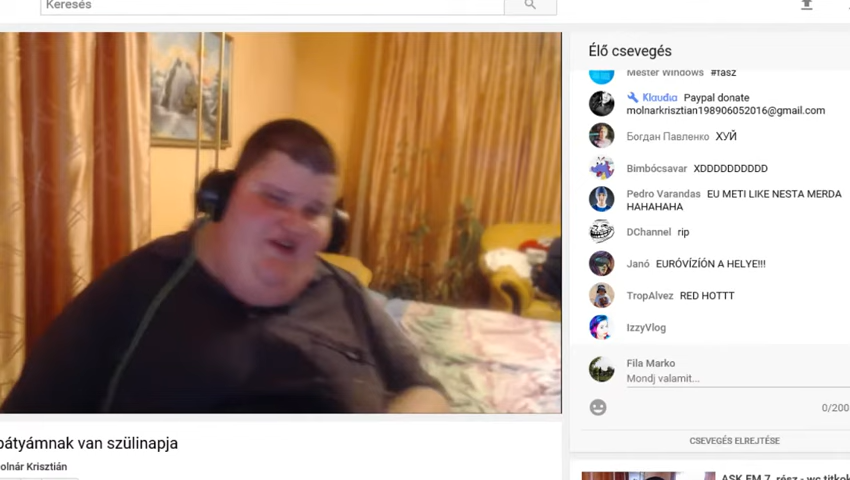 Keresés
Élő csevegés
Mester Windows #fasz
Klaudia Paypal donate
molnarkrisztian198906052016@gmail.com
Богдан Павленко ХУЙ
Bimbócsavar XDDDDDDDDDD
Pedro Varandas EU METI LIKE NESTA MERDA
HAHAHAHA
DChannel rip
Janó EURÓVÍZIÓN A HELYE!!!
TropAlvez RED HOTTT
IzzyVlog
Fila Marko
Mondj valamit...
0/200
CSEVEGÉS ELREJTÉSE
bátyámnak van szülinapja
olnár Krisztián
ASK.FM 7. rész - wc titkok